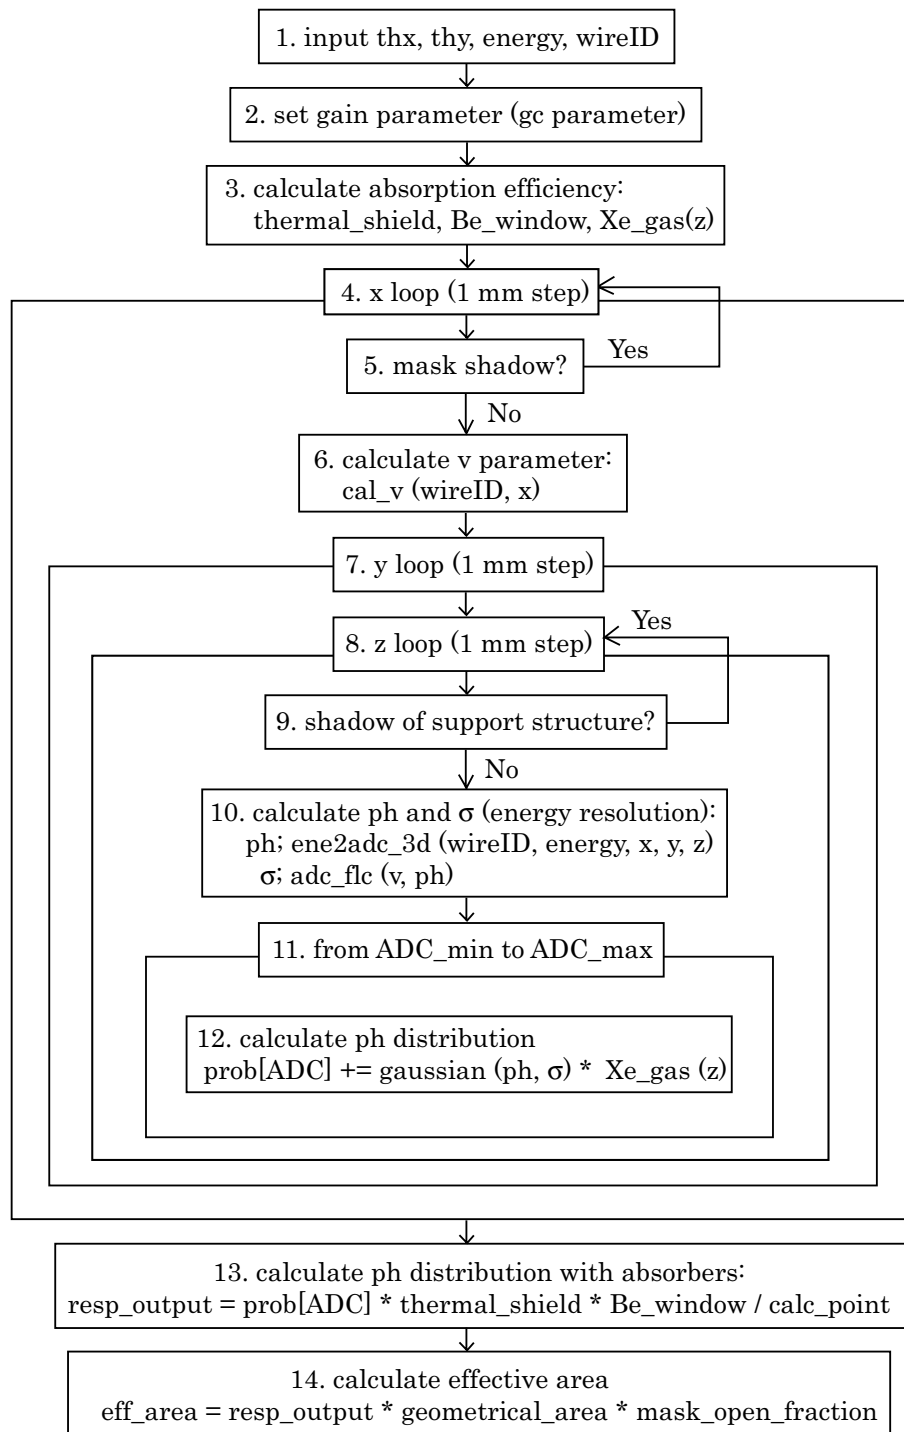 1. input thx, thy, energy, wireID
2. set gain parameter (gc parameter)
3. calculate absorption efficiency:
thermal_shield, Be_window, Xe_gas(z)
4. x loop (1 mm step)
5. mask shadow?
Yes
No
6. calculate v parameter:
cal_v (wireID, x)
7. y loop (1 mm step)
Yes
8. z loop (1 mm step)
9. shadow of support structure?
No
10. calculate ph and σ (energy resolution):
ph; ene2adc_3d (wireID, energy, x, y, z)
σ; adc_flc (v, ph)
11. from ADC_min to ADC_max
12. calculate ph distribution
prob[ADC] += gaussian (ph, σ) * Xe_gas (z)
13. calculate ph distribution with absorbers:
resp_output = prob[ADC] * thermal_shield * Be_window / calc_point
14. calculate effective area
eff_area = resp_output * geometrical_area * mask_open_fraction